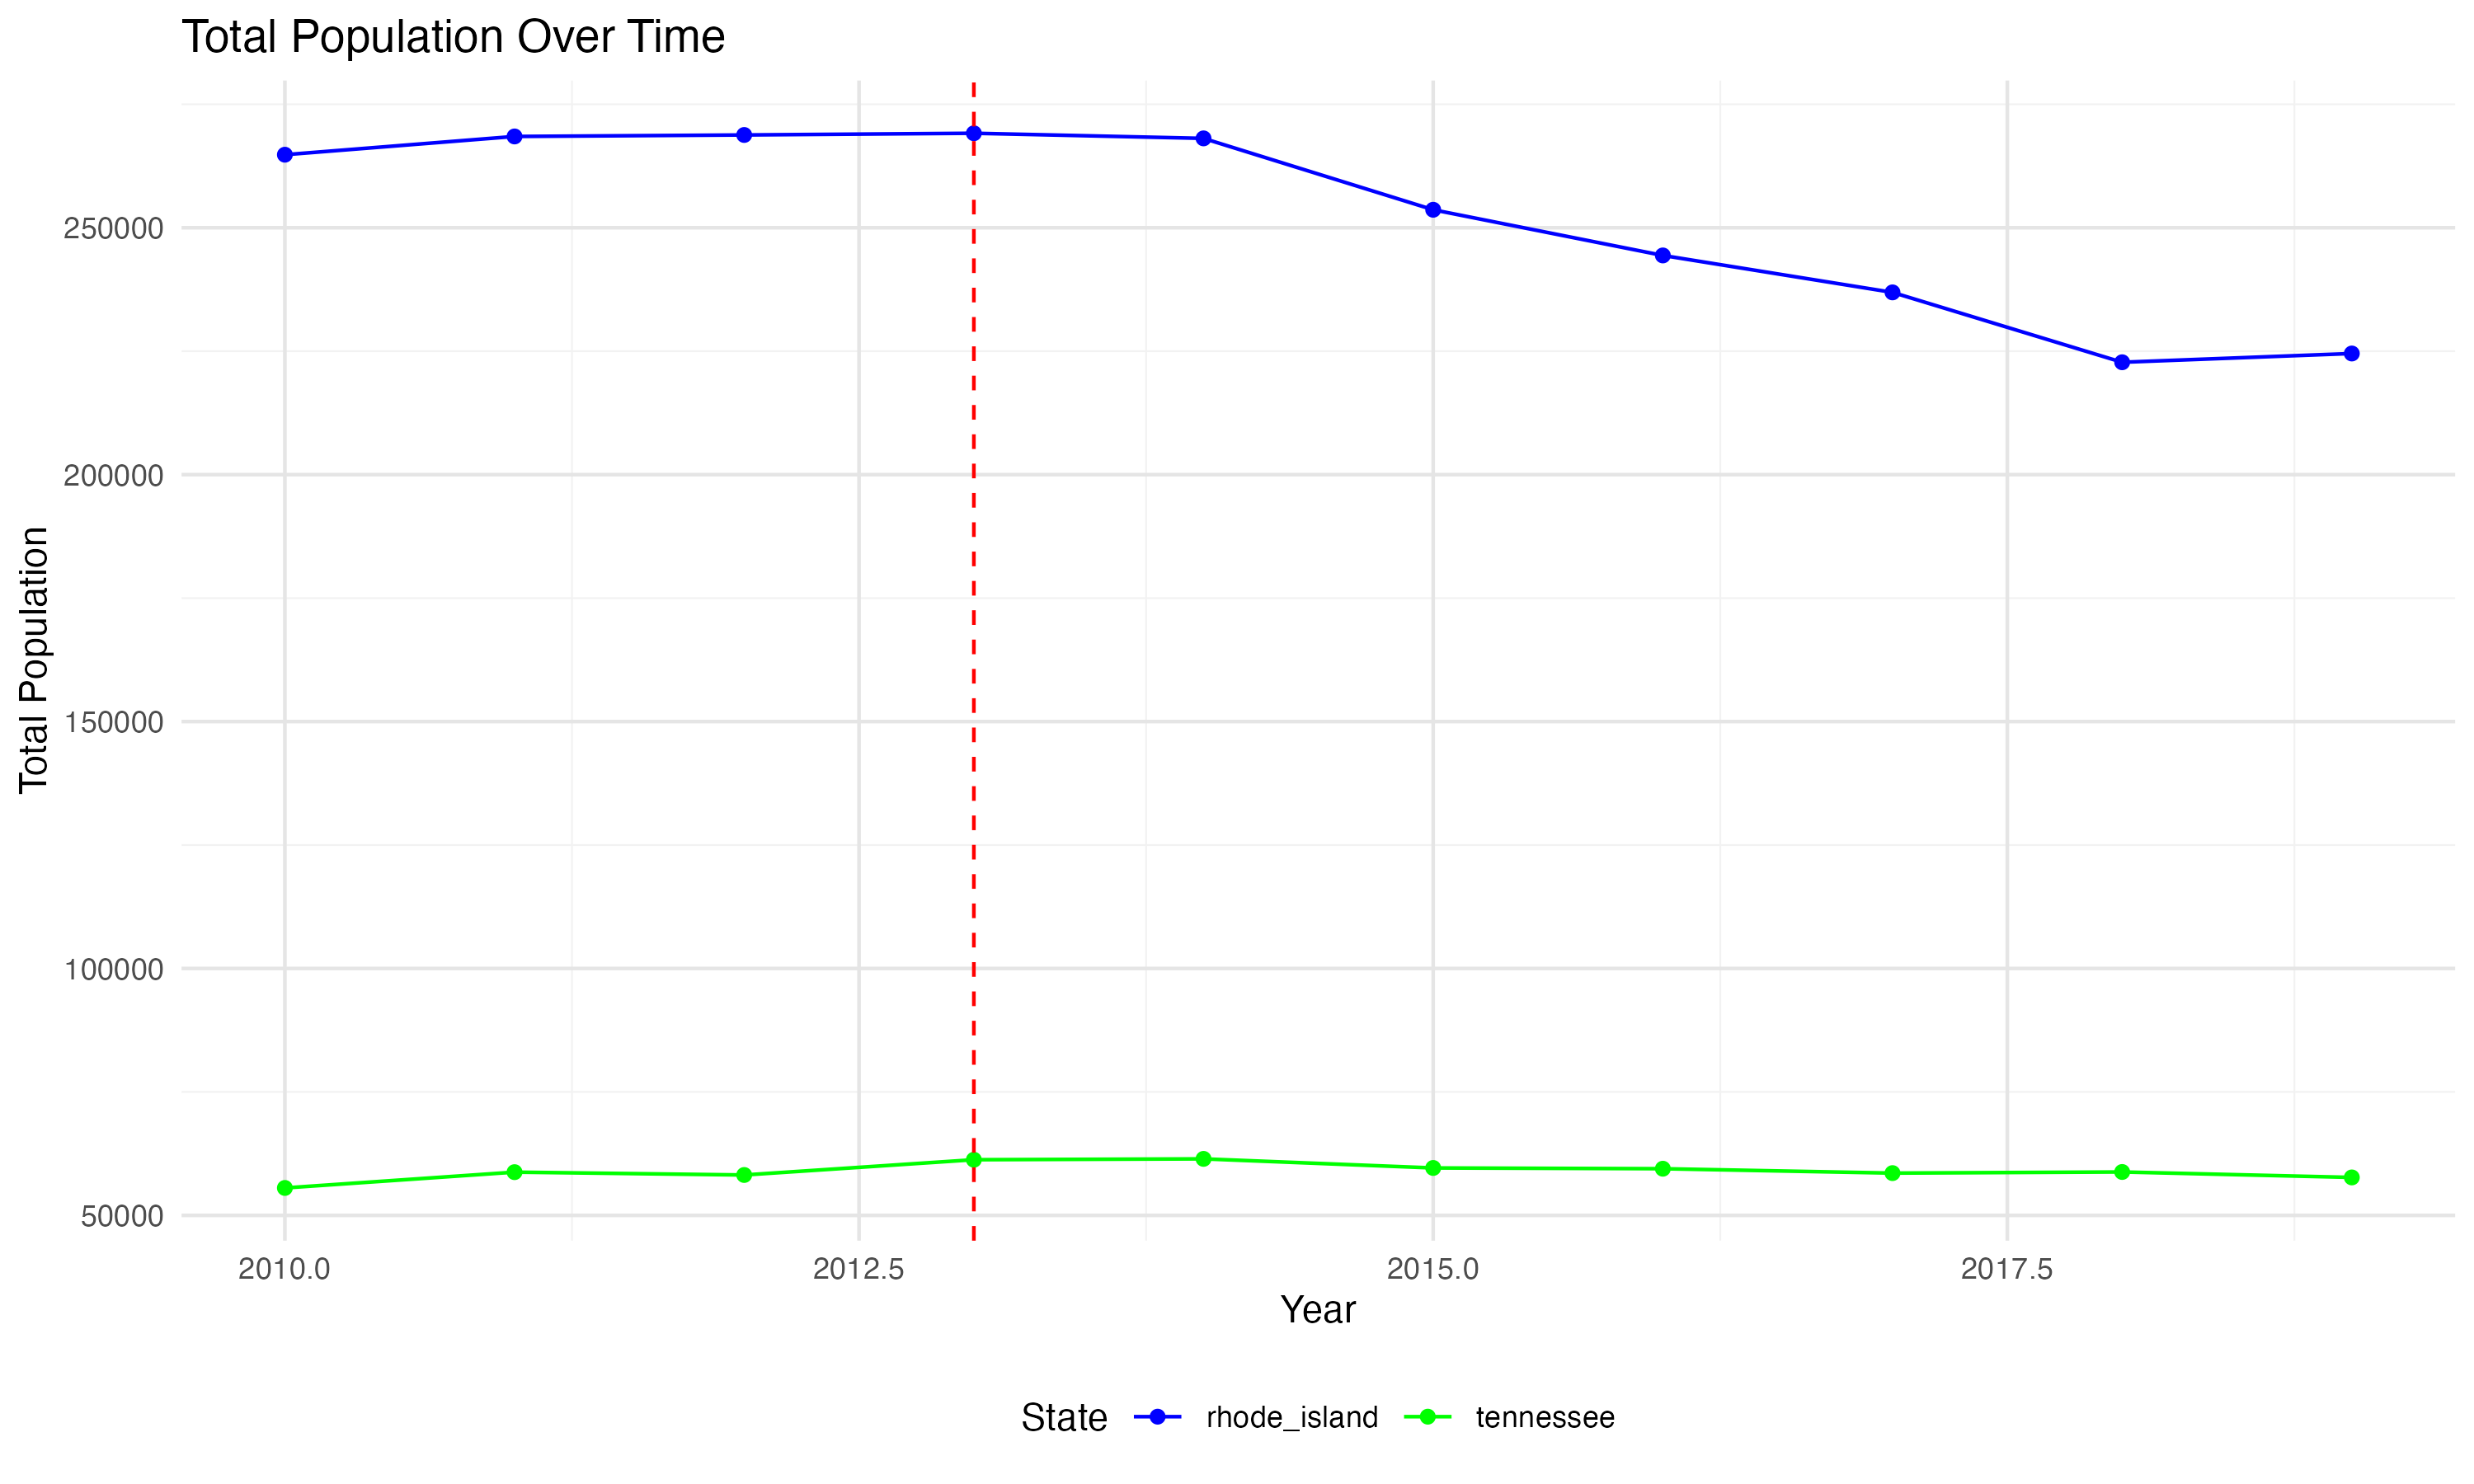 Total Population Over Time
250000
200000
150000
100000
50000
Total Population
2010.0 2012.5 2015.0 2017.5
Year
State rhode_island tennessee